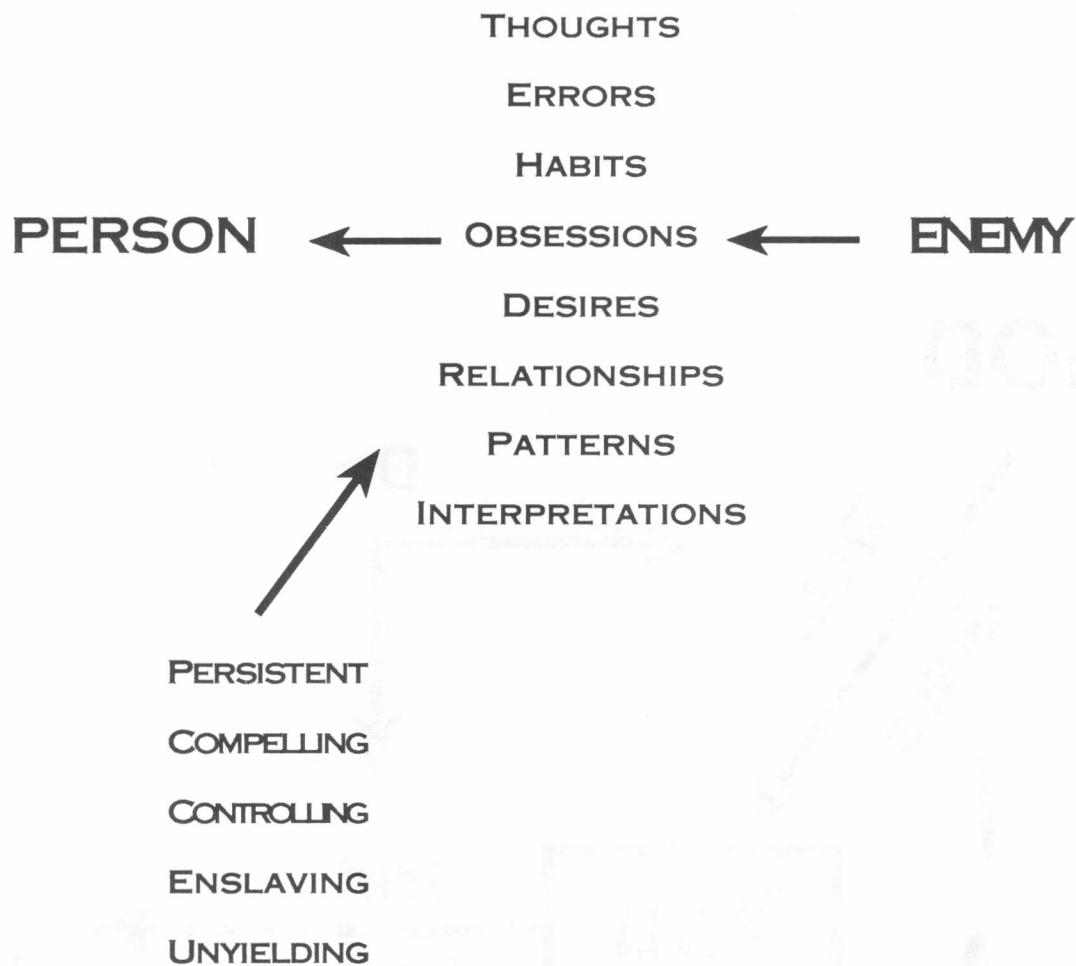 THOUGHTS
ERRORS
HABITS
PERSON OBSESSIONS ENEMY
DESIRES
RELATIONSHIPS
PATTERNS
INTERPRETATIONS
PERSISTENT
COMPELLING
CONTROLLING
ENSLAVING
UNYIELDING